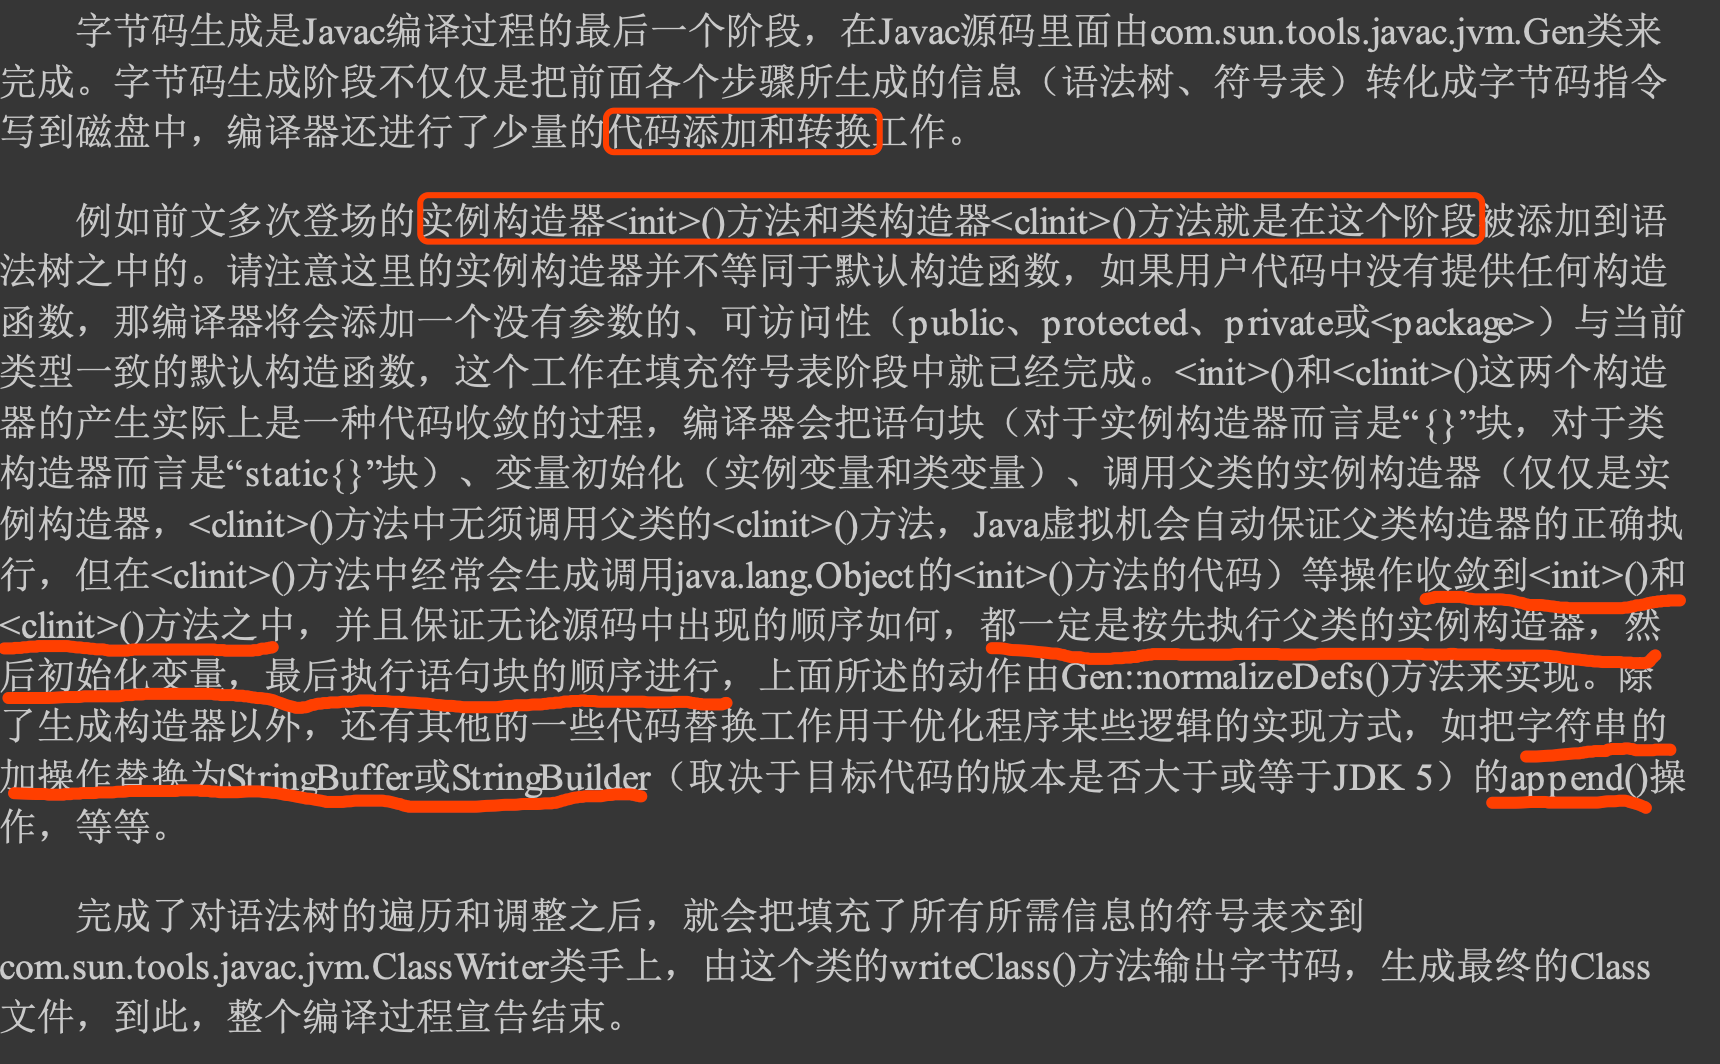 字节码生成是Javac编译过程的最后一个阶段，在Javac源码里面由com.sun.tools.javac.jvm.Gen类来
完成。字节码生成阶段不仅仅是把前面各个步骤所生成的信息（语法树、符号表）转化成字节码指令
写到磁盘中，编译器还进行了少量的代码添加和转换工作。
例如前文多次登场的实例构造器<init>()方法和类构造器<clinit>()方法就是在这个阶段被添加到语
法树之中的。请注意这里的实例构造器并不等同于默认构造函数，如果用户代码中没有提供任何构造
函数，那编译器将会添加一个没有参数的、可访问性（public、protected、private或<package>）与当前
类型一致的默认构造函数，这个工作在填充符号表阶段中就已经完成。<init>()和<clinit>()这两个构造
器的产生实际上是一种代码收敛的过程，编译器会把语句块（对于实例构造器而言是“{}”块，对于类
构造器而言是“static{}”块）、变量初始化（实例变量和类变量）、调用父类的实例构造器（仅仅是实
例构造器，<clinit>()方法中无须调用父类的<clinit>()方法，Java虚拟机会自动保证父类构造器的正确执
行，但在<clinit>()方法中经常会生成调用java.lang.Object的<init>()方法的代码）等操作收敛到<init>()和
<clinit>()方法之中，并且保证无论源码中出现的顺序如何，都一定是按先执行父类的实例构造器，然
后初始化变量，最后执行语句块的顺序进行，上面所述的动作由Gen::normalizeDefs()方法来实现。除
了生成构造器以外，还有其他的一些代码替换工作用于优化程序某些逻辑的实现方式，如把字符串的
加操作替换为StringBuffer或StringBuilder（取决于目标代码的版本是否大于或等于JDK 5）的append()操
作，等等。
完成了对语法树的遍历和调整之后，就会把填充了所有所需信息的符号表交到
com.sun.tools.javac.jvm.ClassWriter类手上，由这个类的writeClass()方法输出字节码，生成最终的Class
文件，到此，整个编译过程宣告结束。